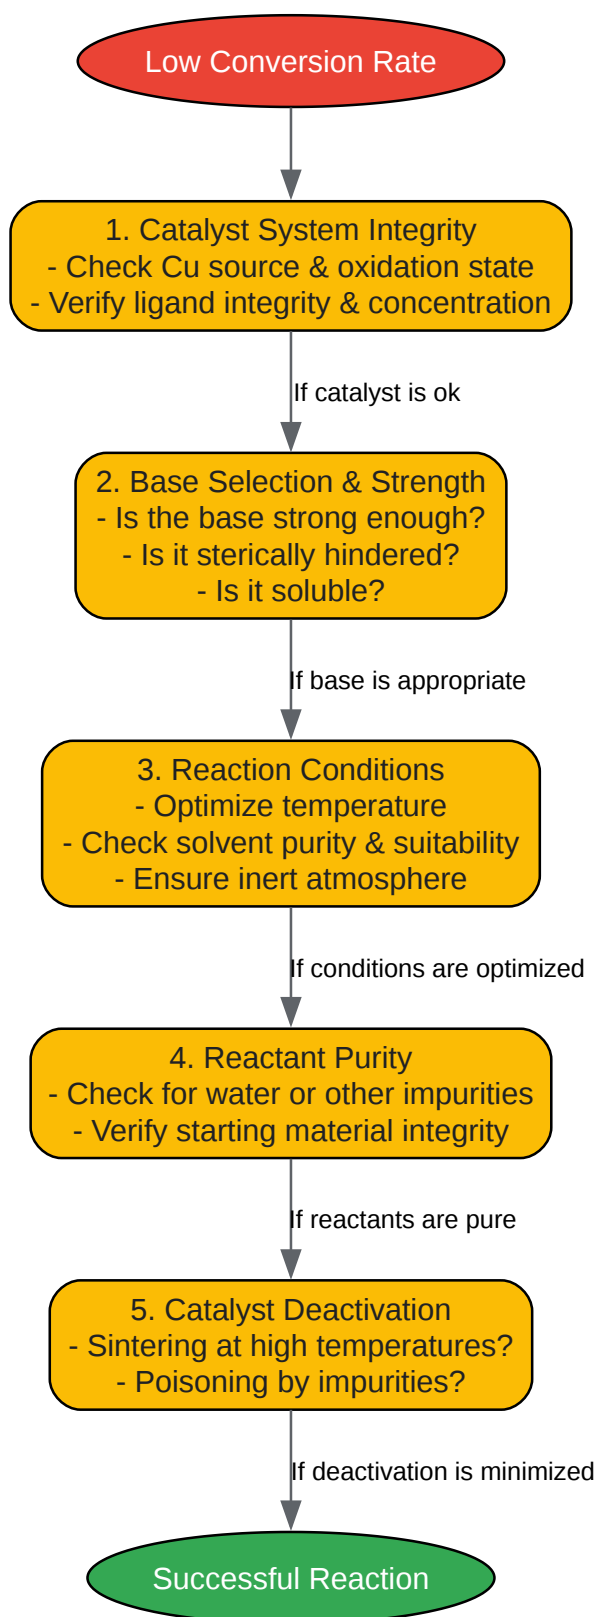 Low Conversion Rate
1. Catalyst System Integrity
- Check Cu source & oxidation state
- Verify ligand integrity & concentration
If catalyst is ok
2. Base Selection & Strength
- Is the base strong enough?
- Is it sterically hindered?
- Is it soluble?
If base is appropriate
3. Reaction Conditions
- Optimize temperature
- Check solvent purity & suitability
- Ensure inert atmosphere
If conditions are optimized
4. Reactant Purity
- Check for water or other impurities
- Verify starting material integrity
If reactants are pure
5. Catalyst Deactivation
- Sintering at high temperatures?
- Poisoning by impurities?
If deactivation is minimized
Successful Reaction